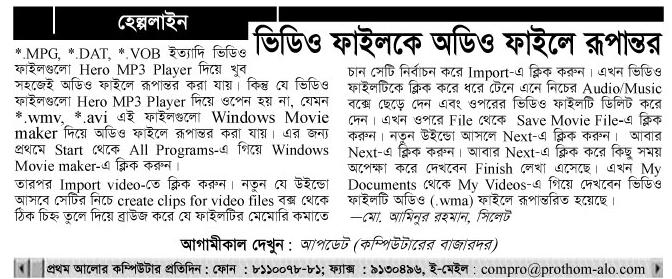 হেল্পলাইন
ভিডিও ফাইলকে অডিও ফাইলে রূপান্তর
*.MPG, *.DAT, *.VOB ইত্যাদি ভিডিও
ফাইলগুলো Hero MP3 Player দিয়ে খুব
সহজেই অডিও ফাইলে রূপান্তর করা যায়। কিন্তু যে ভিডিও
ফাইলগুলো Hero MP3 Player দিয়ে ওপেন হয় না, যেমন
*.wmv, *.avi এই ফাইলগুলো Windows Movie
maker দিয়ে অডিও ফাইলে রূপান্তর করা যায়। এর জন্য
প্রথমে Start থেকে All Programs-এ গিয়ে Windows
Movie maker-এ ক্লিক করুন।
তারপর Import video-তে ক্লিক করুন। নতুন যে উইন্ডো
আসবে সেটির নিচে create clips for video files বক্স থেকে
ঠিক চিহ্ন তুলে দিয়ে ব্রাউজ করে যে ফাইলটির মেমোরি কমাতে
চান সেটি নির্বাচন করে Import-এ ক্লিক করুন। এখন ভিডিও
ফাইলটিকে ক্লিক করে ধরে টেনে এনে নিচের Audio/Music
বক্সে ছেড়ে দেন এবং ওপরের ভিডিও ফাইলটি ডিলিট করে
দেন। এখন ওপরে File থেকে Save Movie File-এ ক্লিক
করুন। নতুন উইন্ডো আসলে Next-এ ক্লিক করুন। আবার
Next-এ ক্লিক করুন। আবার Next-এ ক্লিক করে কিছু সময়
অপেক্ষা করে দেখবেন Finish লেখা এসেছে। এখন My
Documents থেকে My Videos-এ গিয়ে দেখবেন ভিডিও
ফাইলটি অডিও (.wma) ফাইলে রূপান্তরিত হয়েছে।
—মো. আমিনুর রহমান, সিলেট
আগামীকাল দেখুন : আপডেট (কম্পিউটারের বাজারদর)
প্রথম আলোর কম্পিউটার প্রতিদিন : ফোন : ৮১১০০৭৮-৮১; ফ্যাক্স : ৯১৩০৪৯৬, ই-মেইল : compro@prothom-alo.com